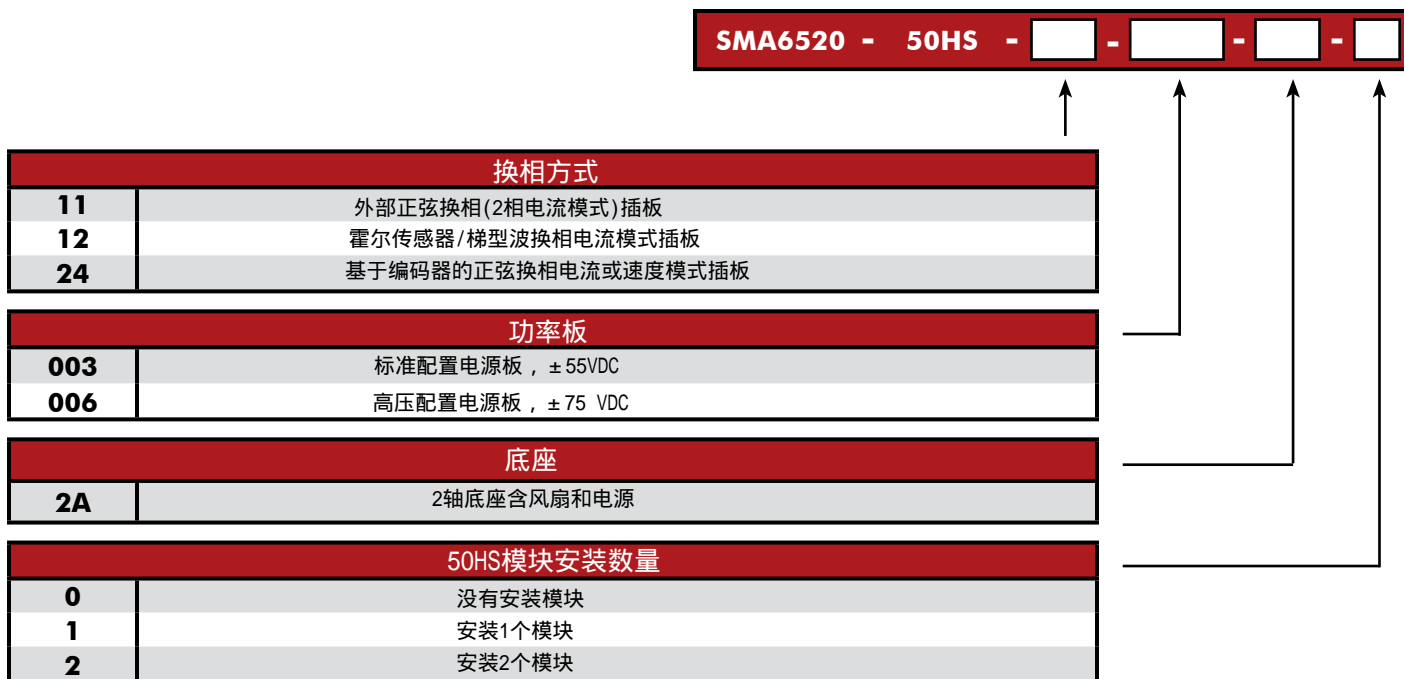 SMA6520 - 50HS - - - -
换相方式
11 外部正弦换相(2相电流模式)插板
12 霍尔传感器/梯型波换相电流模式插板
24 基于编码器的正弦换相电流或速度模式插板
功率板
003 标准配置电源板，±55VDC
006 高压配置电源板，±75 VDC
底座
2A 2轴底座含风扇和电源
50HS模块安装数量
0 没有安装模块
1 安装1个模块
2 安装2个模块